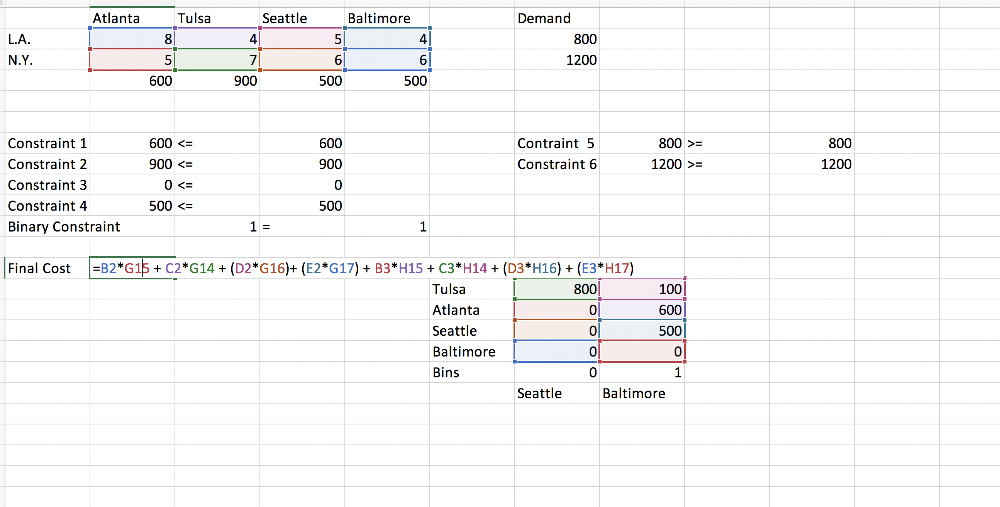 Atlanta Tulsa Seattle Baltimore Demand
L.A. 8 4 5 4 800
N.Y. 5 7 6 6 1200
600 900 500 500
Constraint 1 600 <= 600 Contraint 5 800 >= 800
Constraint 2 900 <= 900 Constraint 6 1200 >= 1200
Constraint 3 0 <= 0
Constraint 4 500 <= 500
Binary Constraint 1 = 1
Final Cost =B2*G15 + C2*G14 + (D2*G16)+ (E2*G17) + B3*H15 + C3*H14 + (D3*H16) + (E3*H17)
Tulsa 800 100
Atlanta 0 600
Seattle 0 500
Baltimore 0 0
Bins 0 1
Seattle Baltimore